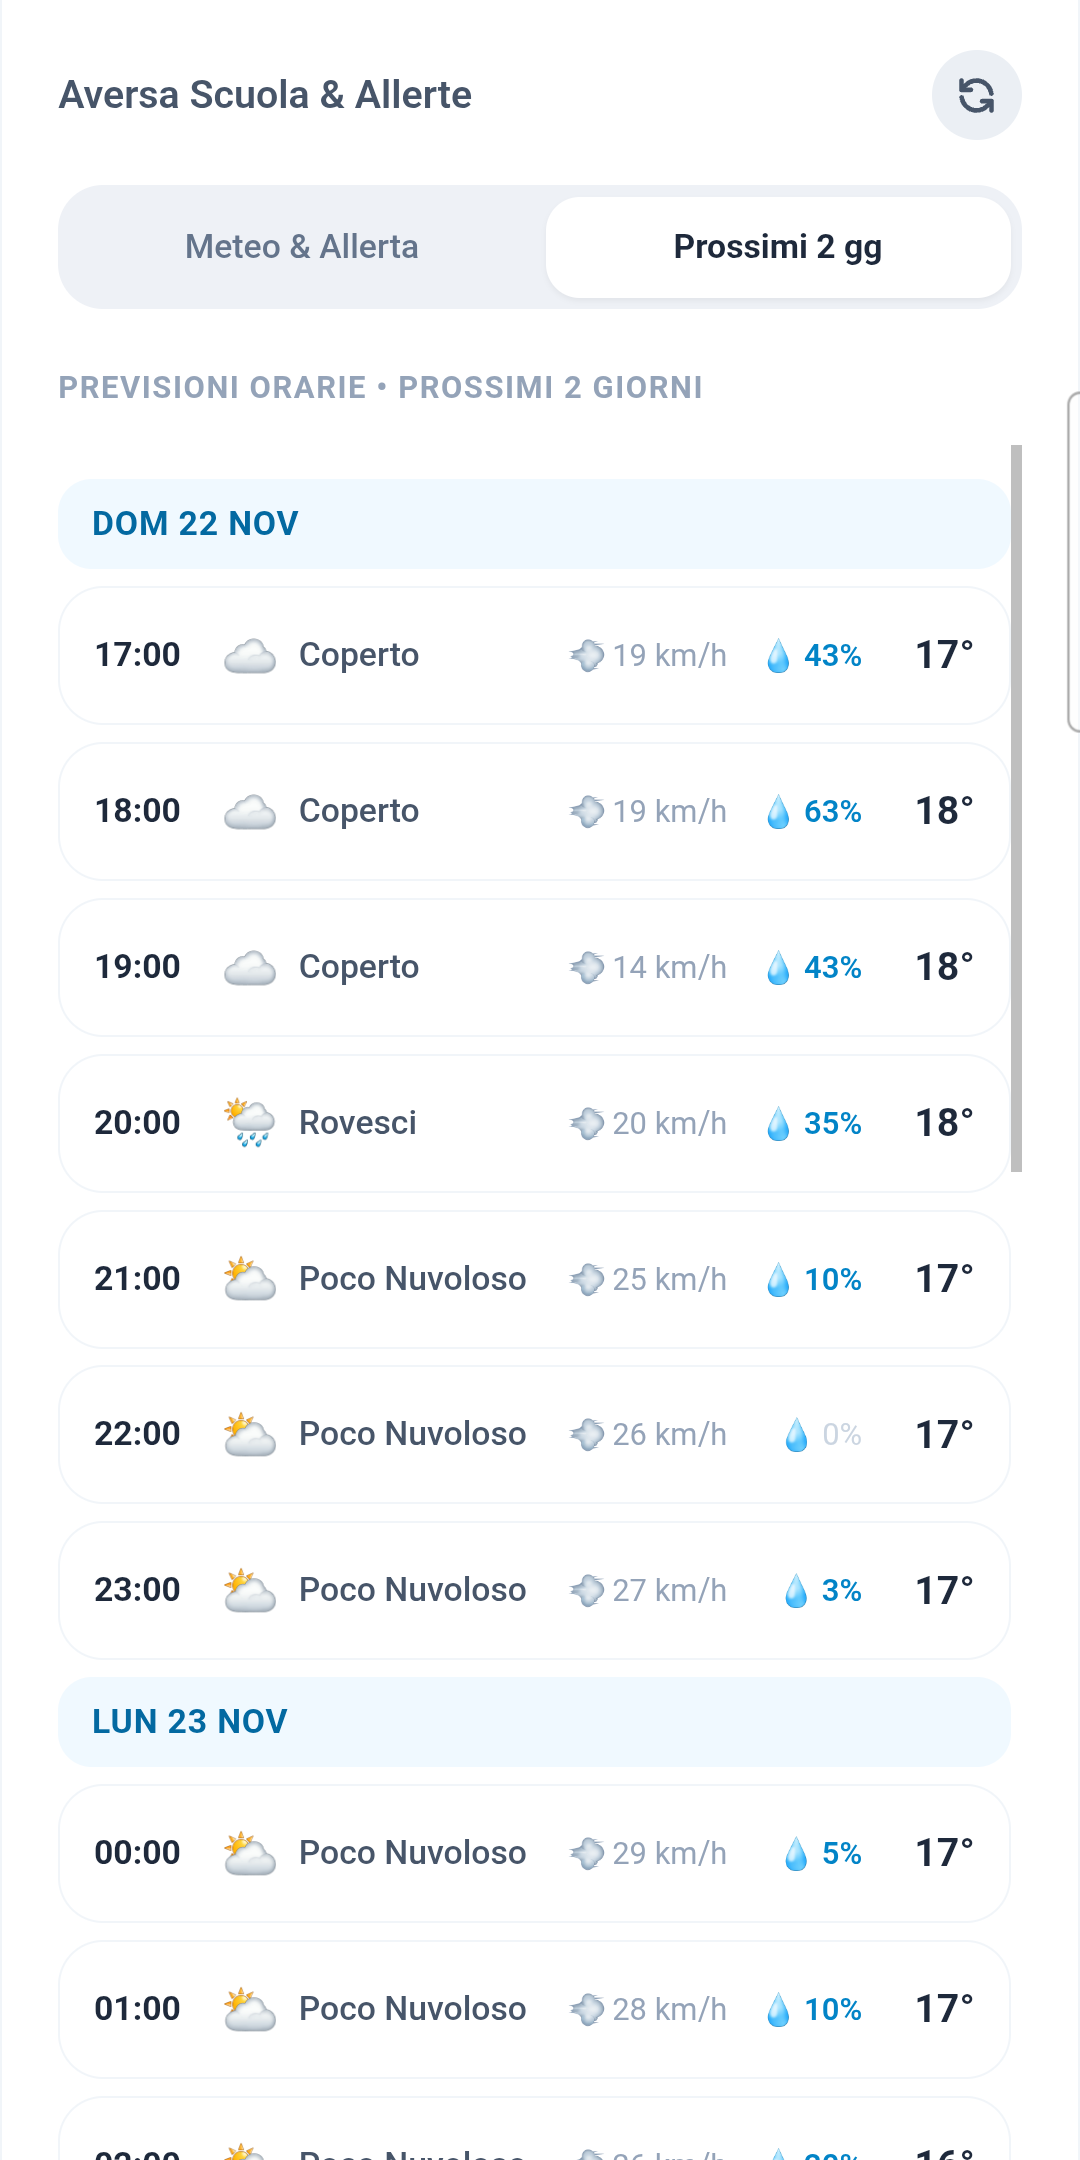 Aversa Scuola & Allerte
Meteo & Allerta
Prossimi 2 gg
PREVISIONI ORARIE • PROSSIMI 2 GIORNI
DOM 22 NOV
17:00 Coperto 19 km/h 43% 17°
18:00 Coperto 19 km/h 63% 18°
19:00 Coperto 14 km/h 43% 18°
20:00 Rovesci 20 km/h 35% 18°
21:00 Poco Nuvoloso 25 km/h 10% 17°
22:00 Poco Nuvoloso 26 km/h 0% 17°
23:00 Poco Nuvoloso 27 km/h 3% 17°
LUN 23 NOV
00:00 Poco Nuvoloso 29 km/h 5% 17°
01:00 Poco Nuvoloso 28 km/h 10% 17°
Poco Nuvoloso km/h 16°